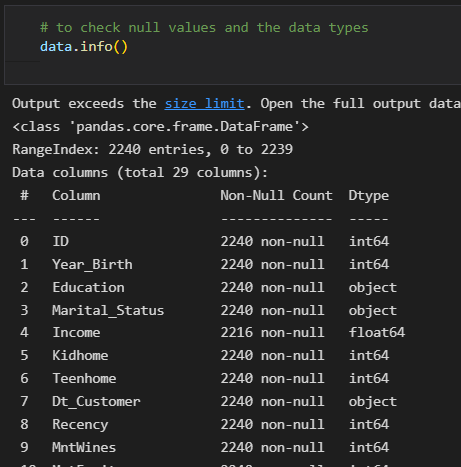 # to check null values and the data types
data.info()
Output exceeds the size limit. Open the full output data
<class 'pandas.core.frame.DataFrame'>
RangeIndex: 2240 entries, 0 to 2239
Data columns (total 29 columns):
 #   Column               Non-Null Count  Dtype
---  ------               --------------  -----
 0   ID                   2240 non-null   int64
 1   Year_Birth           2240 non-null   int64
 2   Education            2240 non-null   object
 3   Marital_Status       2240 non-null   object
 4   Income               2216 non-null   float64
 5   Kidhome              2240 non-null   int64
 6   Teenhome             2240 non-null   int64
 7   Dt_Customer          2240 non-null   object
 8   Recency              2240 non-null   int64
 9   MntWines             2240 non-null   int64